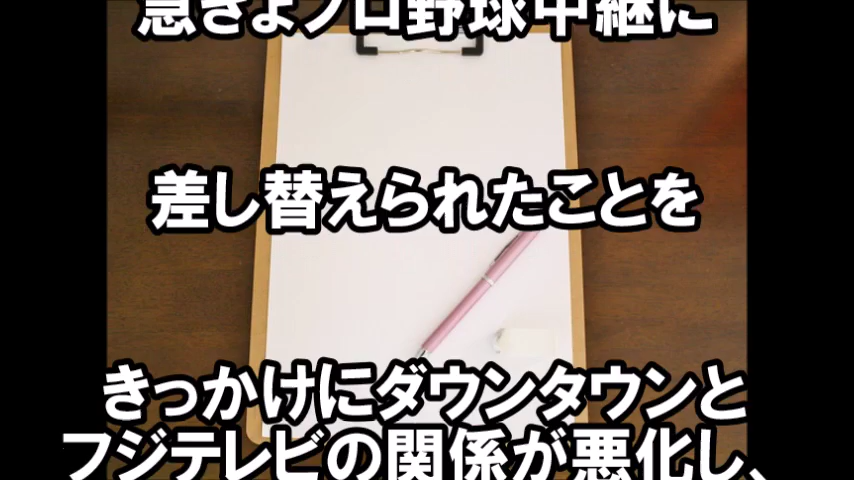 急きょプロ野球中継に
差し替えられたことを
きっかけにダウンタウンと
フジテレビの関係が悪化し、